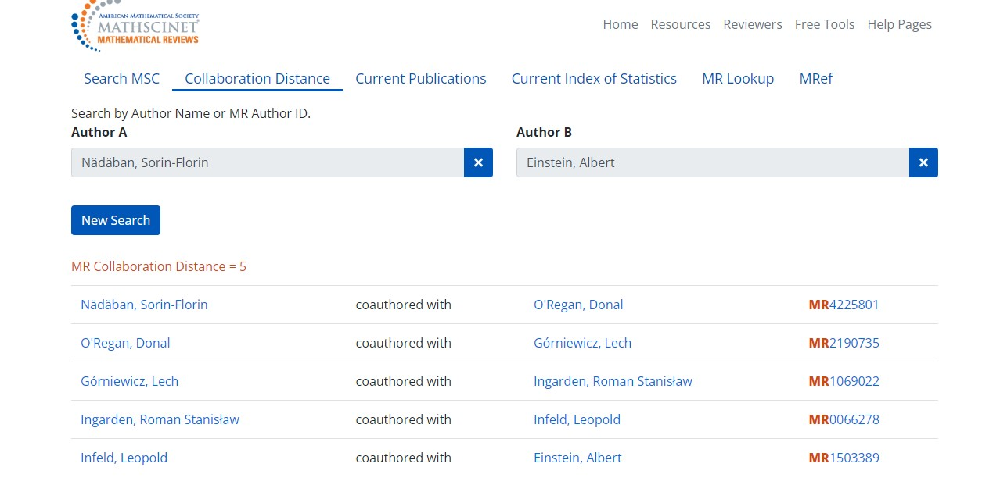 AMERICAN MATHEMATICAL SOCIETY
MATHSCINET
MATHEMATICAL REVIEWS
Home Resources Reviewers Free Tools Help Pages
Search MSC Collaboration Distance Current Publications Current Index of Statistics MR Lookup MRef
Search by Author Name or MR Author ID.
Author A Author B
Nădăban, Sorin-Florin Einstein, Albert
New Search
MR Collaboration Distance = 5
Nădăban, Sorin-Florin coauthored with O'Regan, Donal MR4225801
O'Regan, Donal coauthored with Górniewicz, Lech MR2190735
Górniewicz, Lech coauthored with Ingarden, Roman Stanisław MR1069022
Ingarden, Roman Stanisław coauthored with Infeld, Leopold MR0066278
Infeld, Leopold coauthored with Einstein, Albert MR1503389